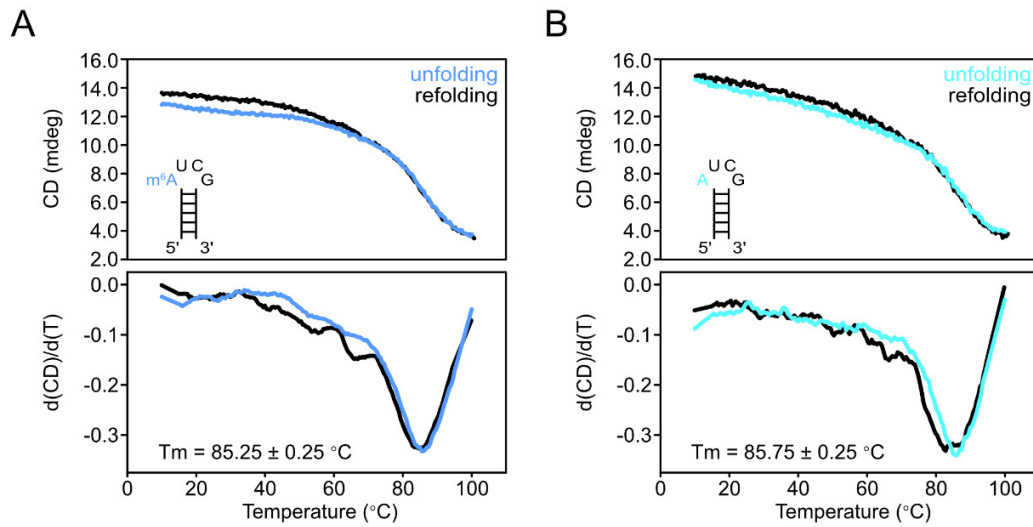 A
16.0
14.0
12.0
10.0
8.0
6.0
4.0
2.0
CD (mdeg)
unfolding
refolding
U C
m⁶A G
5' 3'
0.0
-0.1
-0.2
-0.3
d(CD)/d(T)
Tm = 85.25 ± 0.25 °C
0 20 40 60 80 100
Temperature (°C)
B
16.0
14.0
12.0
10.0
8.0
6.0
4.0
2.0
CD (mdeg)
unfolding
refolding
U C
A G
5' 3'
0.0
-0.1
-0.2
-0.3
d(CD)/d(T)
Tm = 85.75 ± 0.25 °C
0 20 40 60 80 100
Temperature (°C)